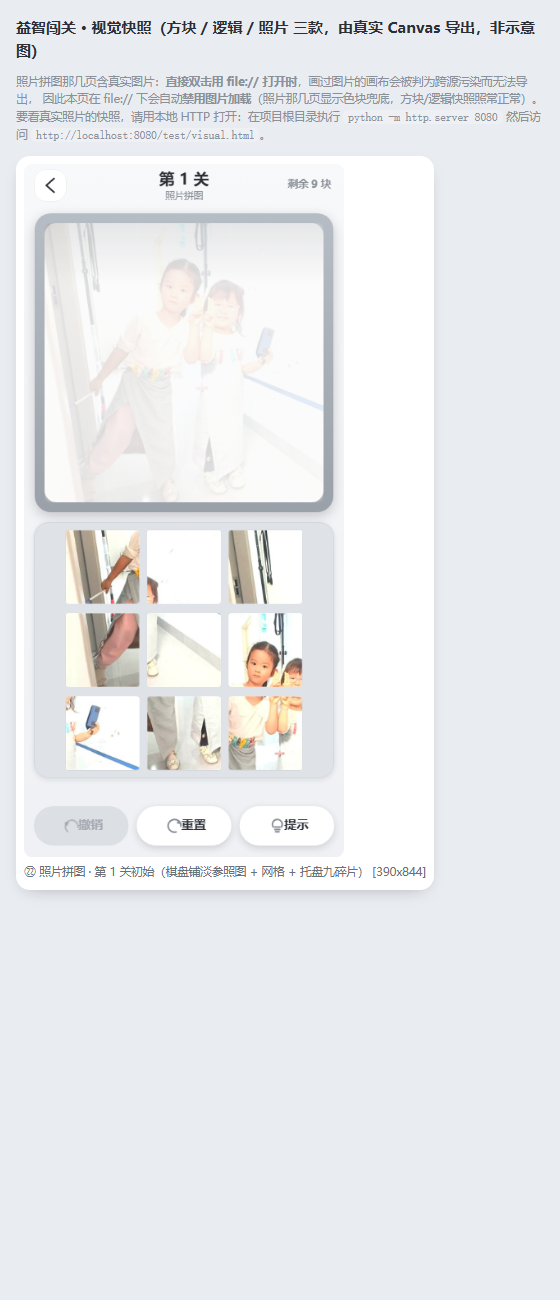 益智闯关 · 视觉快照（方块 / 逻辑 / 照片 三款，由真实 Canvas 导出，非示意
图）
照片拼图那几页含真实图片：直接双击用 file:// 打开时，画过图片的画布会被判为跨源污染而无法导
出， 因此本页在 file:// 下会自动禁用图片加载（照片那几页显示色块兜底，方块/逻辑快照照常正常）。
要看真实照片的快照，请用本地 HTTP 打开：在项目根目录执行 python -m http.server 8080 然后访
问 http://localhost:8080/test/visual.html 。
第 1 关
照片拼图
剩余 9 块
撤销
重置
提示
㉒ 照片拼图 · 第 1 关初始（棋盘铺淡参照图 + 网格 + 托盘九碎片） [390x844]